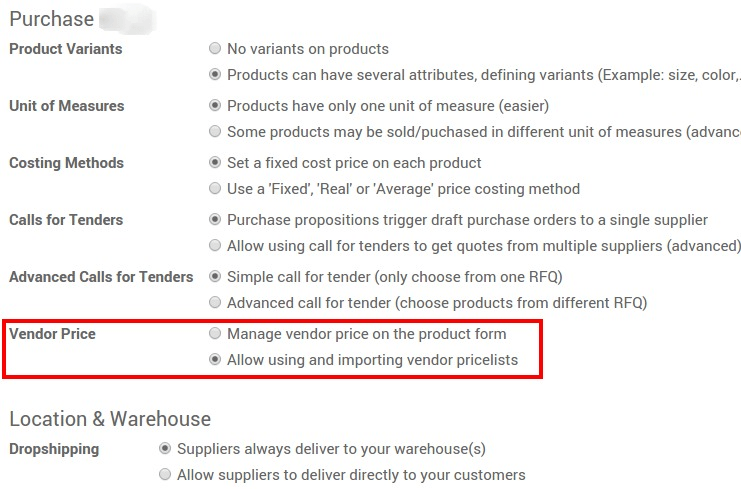 Purchase
Product Variants No variants on products
Products can have several attributes, defining variants (Example: size, color,.
Unit of Measures Products have only one unit of measure (easier)
Some products may be sold/puchased in different unit of measures (advance
Costing Methods Set a fixed cost price on each product
Use a 'Fixed', 'Real' or 'Average' price costing method
Calls for Tenders Purchase propositions trigger draft purchase orders to a single supplier
Allow using call for tenders to get quotes from multiple suppliers (advanced)
Advanced Calls for Tenders Simple call for tender (only choose from one RFQ)
Advanced call for tender (choose products from different RFQ)
Vendor Price Manage vendor price on the product form
Allow using and importing vendor pricelists
Location & Warehouse
Dropshipping Suppliers always deliver to your warehouse(s)
Allow suppliers to deliver directly to your customers